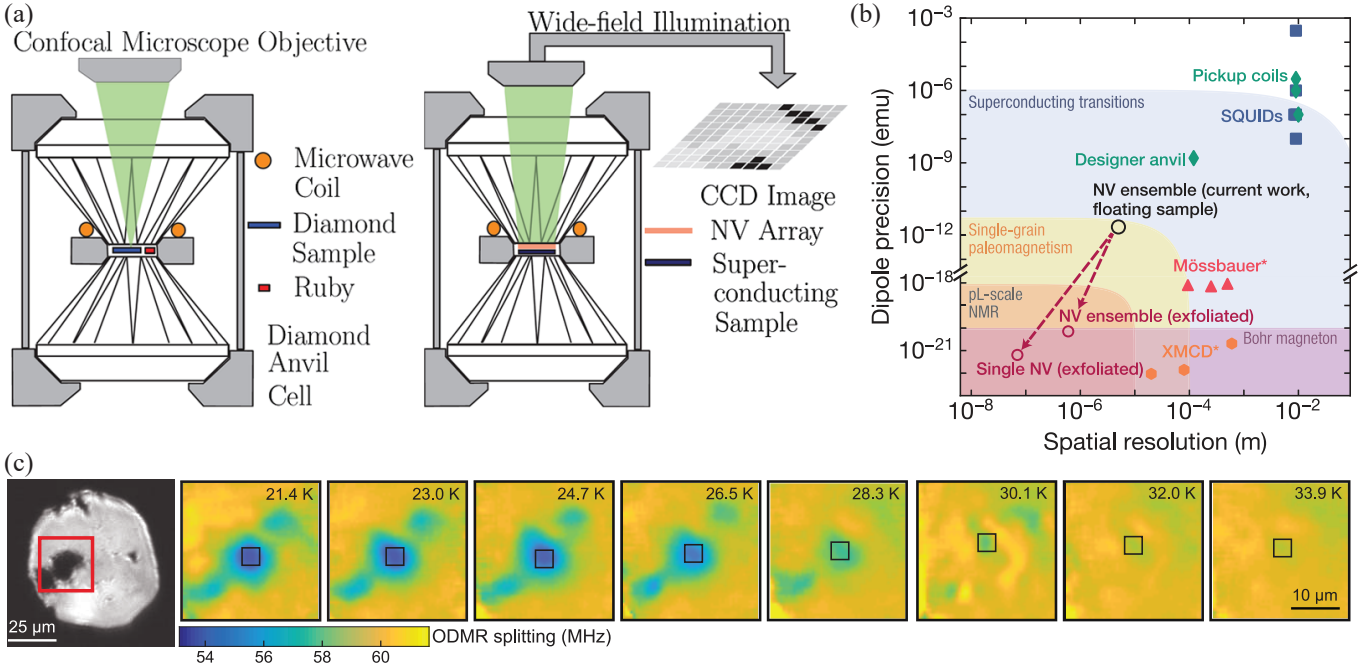 (a)
Confocal Microscope Objective
Wide-field Illumination
Microwave
Coil
Diamond
Sample
Ruby
Diamond
Anvil
Cell
CCD Image
NV Array
Super-
conducting
Sample
(b)
Dipole precision (emu)
10⁻³
10⁻⁶
10⁻⁹
10⁻¹²
10⁻¹⁸
10⁻²¹
Pickup coils
Superconducting transitions
SQUIDs
Designer anvil
NV ensemble (current work,
floating sample)
Single-grain
paleomagnetism
Mössbauer*
pL-scale
NMR
NV ensemble (exfoliated)
Bohr magneton
XMCD*
Single NV (exfoliated)
10⁻⁸
10⁻⁶
10⁻⁴
10⁻²
Spatial resolution (m)
(c)
25 µm
21.4 K
23.0 K
24.7 K
26.5 K
28.3 K
30.1 K
32.0 K
33.9 K
10 µm
ODMR splitting (MHz)
54
56
58
60